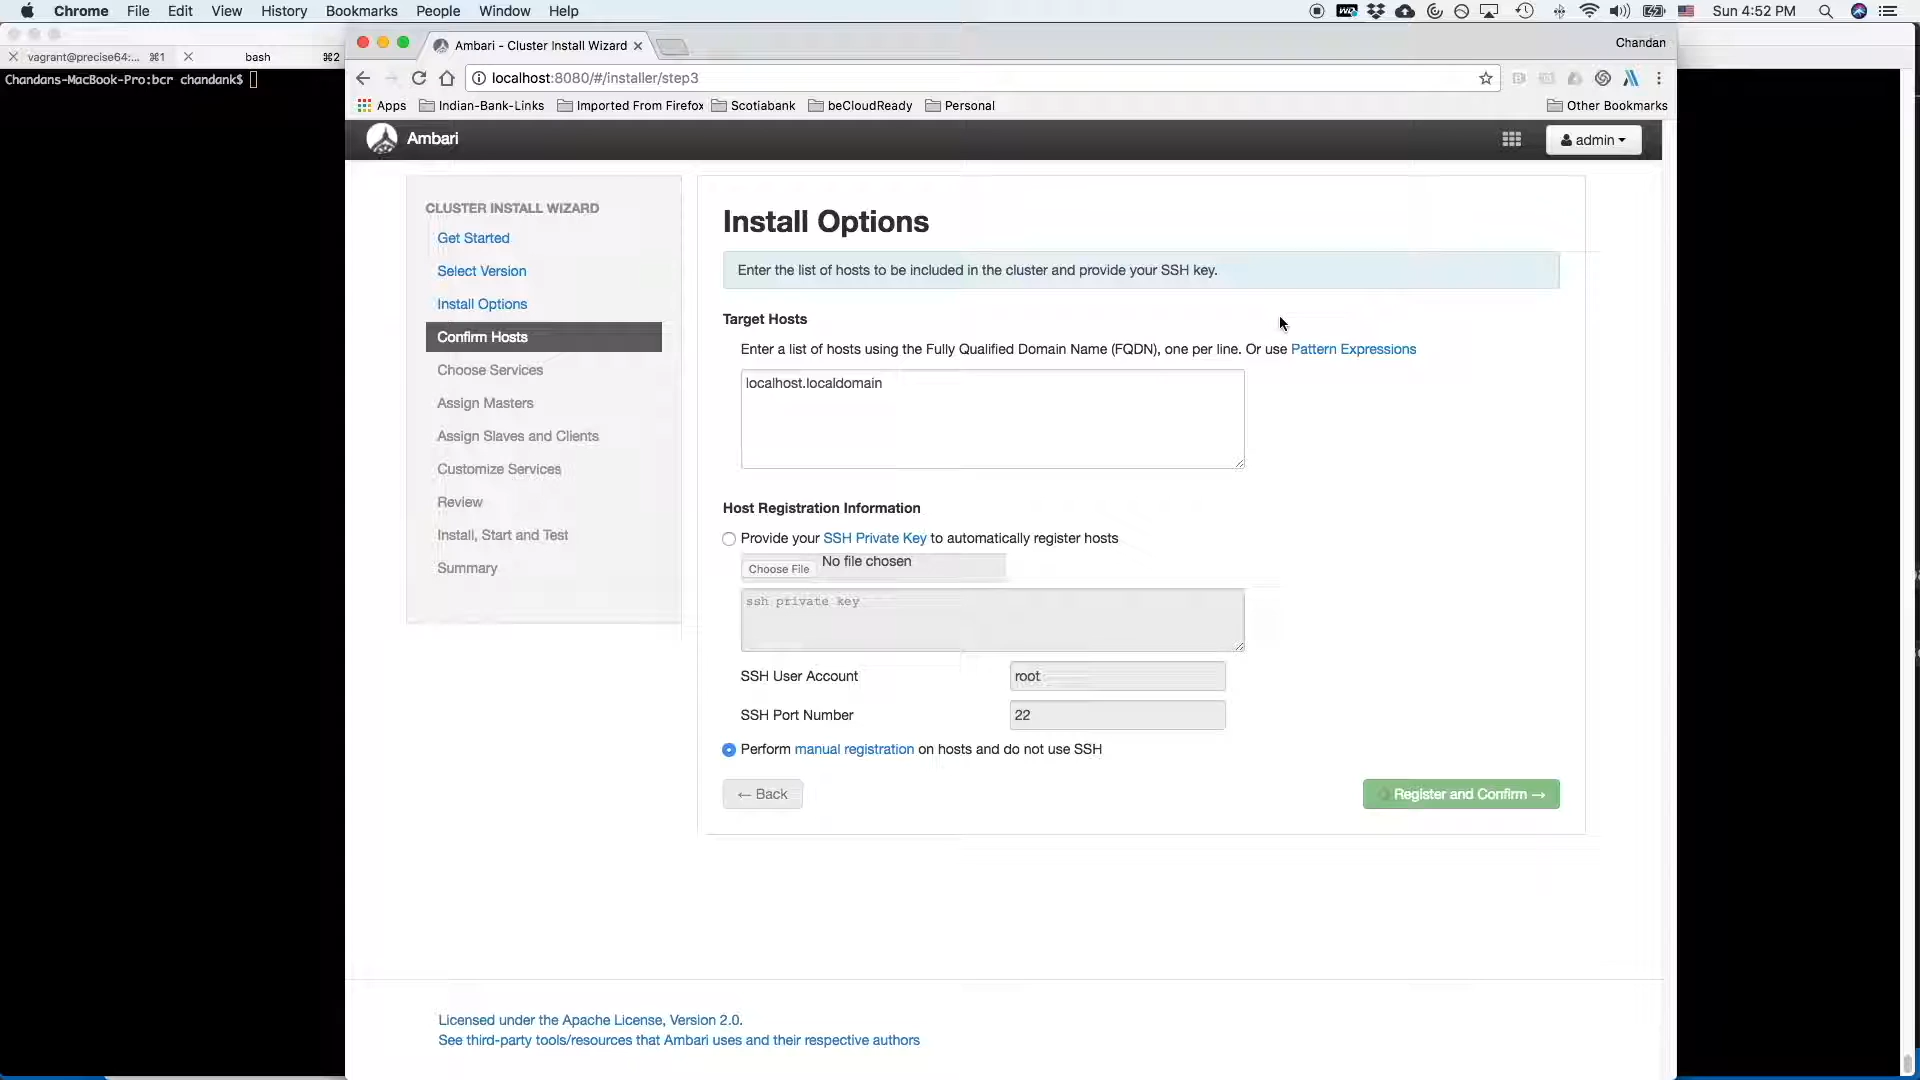 Chrome File Edit View History Bookmarks People Window Help
Sun 4:52 PM
vagrant@precise64:... ⌘1
bash ⌘2
Chandans-MacBook-Pro:bcr chandank$
Ambari - Cluster Install Wizard
Chandan
localhost:8080/#/installer/step3
Apps Indian-Bank-Links Imported From Firefox Scotiabank beCloudReady Personal Other Bookmarks
Ambari
admin
CLUSTER INSTALL WIZARD
Get Started
Select Version
Install Options
Confirm Hosts
Choose Services
Assign Masters
Assign Slaves and Clients
Customize Services
Review
Install, Start and Test
Summary
Install Options
Enter the list of hosts to be included in the cluster and provide your SSH key.
Target Hosts
Enter a list of hosts using the Fully Qualified Domain Name (FQDN), one per line. Or use Pattern Expressions
localhost.localdomain
Host Registration Information
Provide your SSH Private Key to automatically register hosts
Choose File No file chosen
ssh private key
SSH User Account root
SSH Port Number 22
Perform manual registration on hosts and do not use SSH
← Back
Register and Confirm →
Licensed under the Apache License, Version 2.0.
See third-party tools/resources that Ambari uses and their respective authors